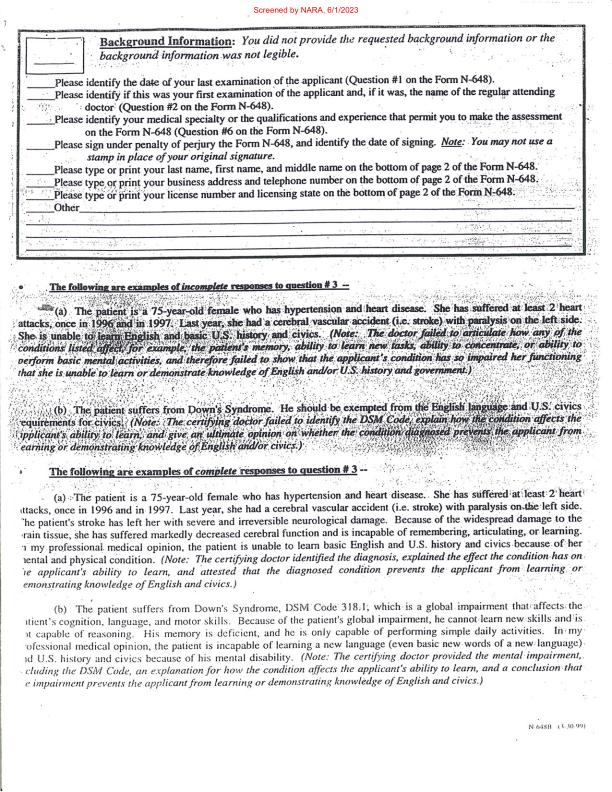 Screened by NARA, 6/1/2023
Background Information: You did not provide the requested background information or the
background information was not legible.
_____Please identify the date of your last examination of the applicant (Question #1 on the Form N-648).
_____Please identify if this was your first examination of the applicant and, if it was, the name of the regular attending
doctor (Question #2 on the Form N-648).
_____Please identify your medical specialty or the qualifications and experience that permit you to make the assessment
on the Form N-648 (Question #6 on the Form N-648).
_____Please sign under penalty of perjury the Form N-648, and identify the date of signing. Note: You may not use a
stamp in place of your original signature.
_____Please type or print your last name, first name, and middle name on the bottom of page 2 of the Form N-648.
_____Please type or print your business address and telephone number on the bottom of page 2 of the Form N-648.
_____Please type or print your license number and licensing state on the bottom of page 2 of the Form N-648.
_____Other
• The following are examples of incomplete responses to question # 3 --
(a) The patient is a 75-year-old female who has hypertension and heart disease. She has suffered at least 2 heart
attacks, once in 1996 and in 1997. Last year, she had a cerebral vascular accident (i.e. stroke) with paralysis on the left side.
She is unable to learn English and basic U.S. history and civics. (Note: The doctor failed to articulate how any of the
conditions listed affect, for example, the patient's memory, ability to learn new tasks, ability to concentrate, or ability to
perform basic mental activities, and therefore failed to show that the applicant's condition has so impaired her functioning
that she is unable to learn or demonstrate knowledge of English and/or U.S. history and government.)
(b) The patient suffers from Down's Syndrome. He should be exempted from the English language and U.S. civics
equirements for civics. (Note: The certifying doctor failed to identify the DSM Code, explain how the condition affects the
applicant's ability to learn, and give an ultimate opinion on whether the condition diagnosed prevents the applicant from
earning or demonstrating knowledge of English and/or civics.)
The following are examples of complete responses to question # 3 --
(a) The patient is a 75-year-old female who has hypertension and heart disease. She has suffered at least 2 heart
ttacks, once in 1996 and in 1997. Last year, she had a cerebral vascular accident (i.e. stroke) with paralysis on the left side.
he patient's stroke has left her with severe and irreversible neurological damage. Because of the widespread damage to the
rain tissue, she has suffered markedly decreased cerebral function and is incapable of remembering, articulating, or learning.
n my professional medical opinion, the patient is unable to learn basic English and U.S. history and civics because of her
nental and physical condition. (Note: The certifying doctor identified the diagnosis, explained the effect the condition has on
ie applicant's ability to learn, and attested that the diagnosed condition prevents the applicant from learning or
emonstrating knowledge of English and civics.)
(b) The patient suffers from Down's Syndrome, DSM Code 318.1, which is a global impairment that affects the
atient's cognition, language, and motor skills. Because of the patient's global impairment, he cannot learn new skills and is
ot capable of reasoning. His memory is deficient, and he is only capable of performing simple daily activities. In my
ofessional medical opinion, the patient is incapable of learning a new language (even basic new words of a new language)
nd U.S. history and civics because of his mental disability. (Note: The certifying doctor provided the mental impairment,
cluding the DSM Code, an explanation for how the condition affects the applicant's ability to learn, and a conclusion that
e impairment prevents the applicant from learning or demonstrating knowledge of English and/or civics.)
N-648B (3-30-99)